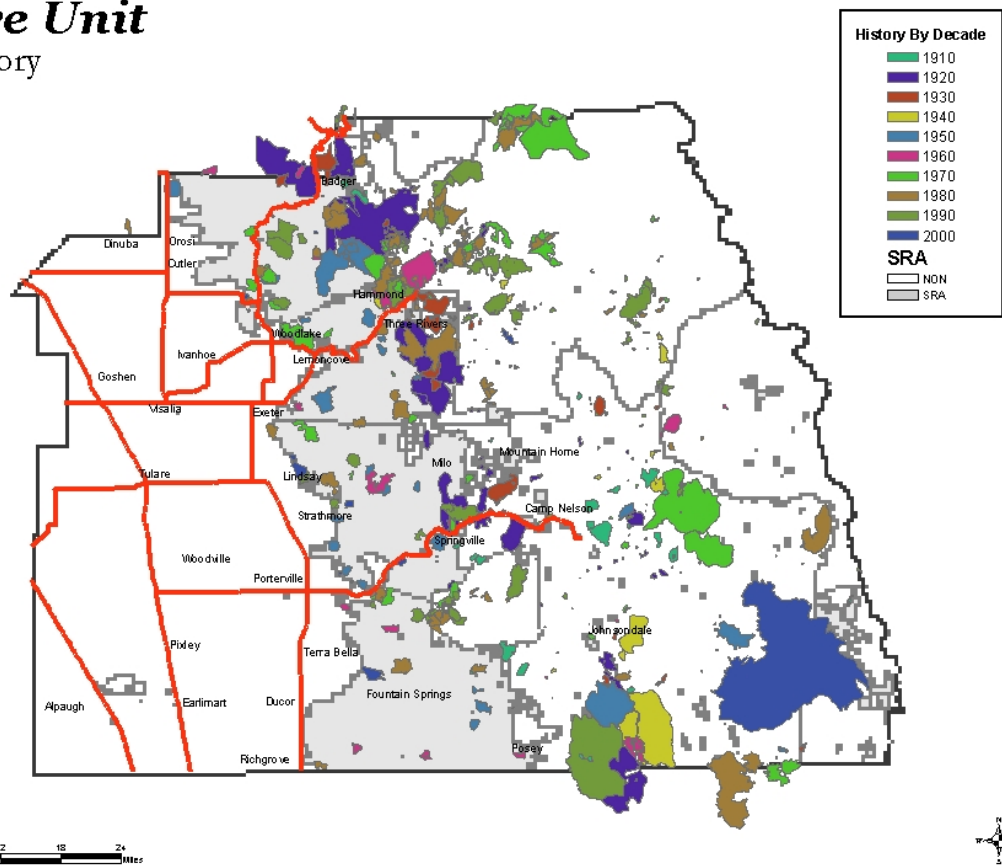 re Unit
ory
History By Decade
1910
1920
1930
1940
1950
1960
1970
1980
1990
2000
SRA
NON
SRA
Badger
Dinuba
Orosi
Cutler
Hammond
Three Rivers
Woodlake
Ivanhoe
Lemoncove
Goshen
Visalia
Exeter
Mountain Home
Milo
Tulare
Lindsay
Camp Nelson
Strathmore
Springville
Woodville
Porterville
Johnsondale
Pixley
Terra Bella
Fountain Springs
Alpaugh
Earlimart
Ducor
Posey
Richgrove
2 18 24
Miles
N